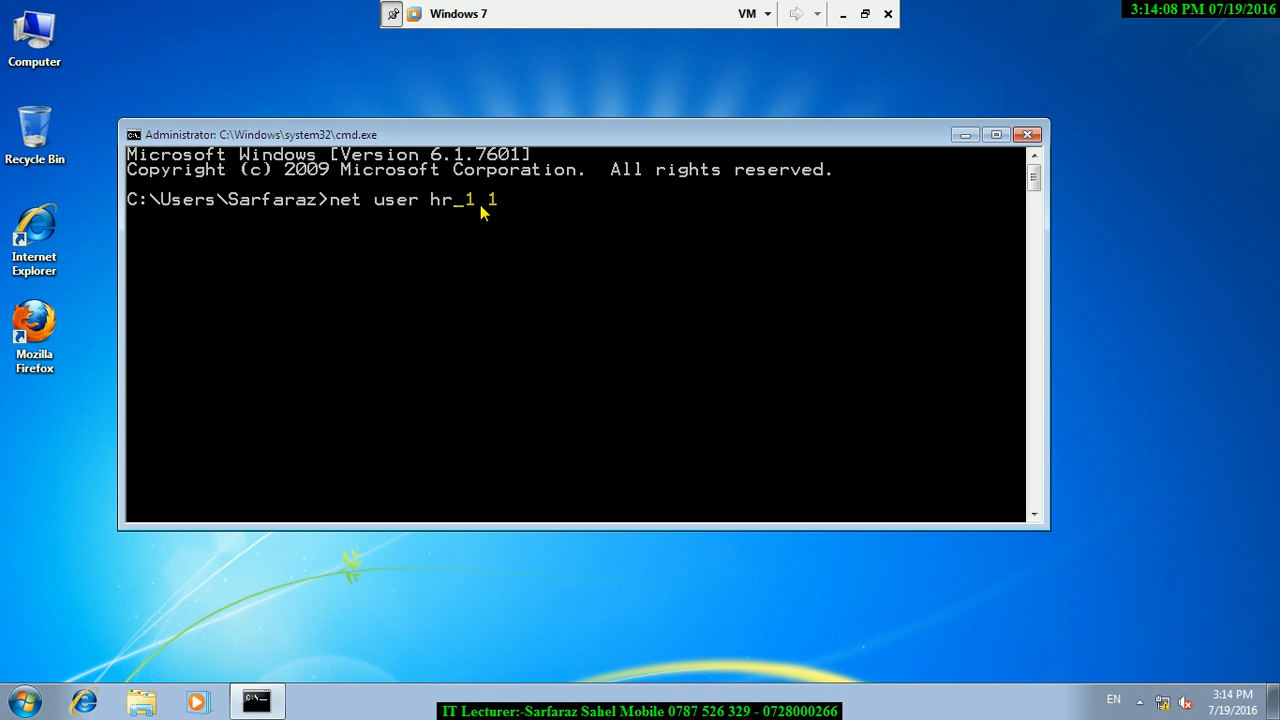 Windows 7
VM
3:14:08 PM 07/19/2016
Computer
Recycle Bin
Internet
Explorer
Mozilla
Firefox
Administrator: C:\Windows\system32\cmd.exe
Microsoft Windows [Version 6.1.7601]
Copyright (c) 2009 Microsoft Corporation.  All rights reserved.
C:\Users\Sarfaraz>net user hr_1 1
EN
3:14 PM
7/19/2016
IT Lecturer:-Sarfaraz Sahel Mobile 0787 526 329 - 0728000266